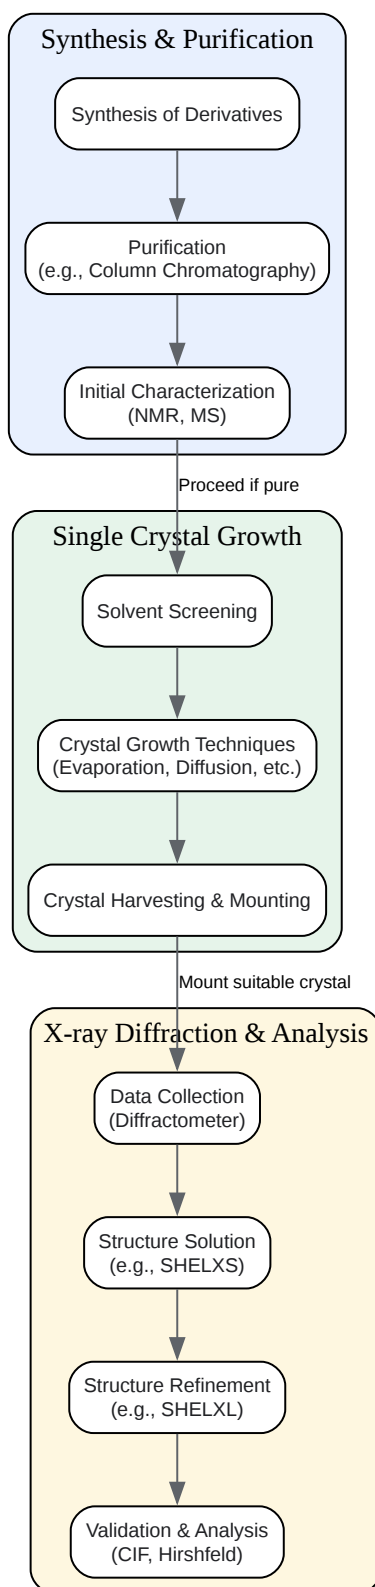 Synthesis & Purification
Synthesis of Derivatives
Purification
(e.g., Column Chromatography)
Initial Characterization
(NMR, MS)
Proceed if pure
Single Crystal Growth
Solvent Screening
Crystal Growth Techniques
(Evaporation, Diffusion, etc.)
Crystal Harvesting & Mounting
Mount suitable crystal
X-ray Diffraction & Analysis
Data Collection
(Diffractometer)
Structure Solution
(e.g., SHELXS)
Structure Refinement
(e.g., SHELXL)
Validation & Analysis
(CIF, Hirshfeld)